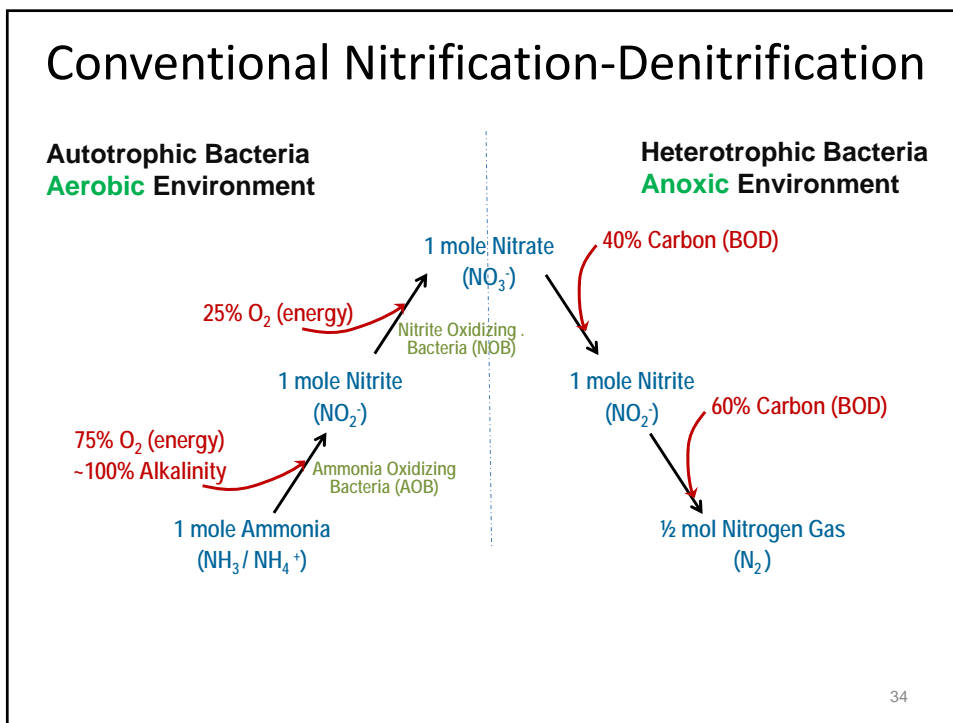 Conventional Nitrification-Denitrification
Autotrophic Bacteria
Aerobic Environment
Heterotrophic Bacteria
Anoxic Environment
1 mole Nitrate
(NO₃⁻)
40% Carbon (BOD)
25% O₂ (energy)
Nitrite Oxidizing .
Bacteria (NOB)
1 mole Nitrite
(NO₂⁻)
1 mole Nitrite
(NO₂⁻)
60% Carbon (BOD)
75% O₂ (energy)
~100% Alkalinity
Ammonia Oxidizing
Bacteria (AOB)
1 mole Ammonia
(NH₃ / NH₄ ⁺)
½ mol Nitrogen Gas
(N₂ )
34